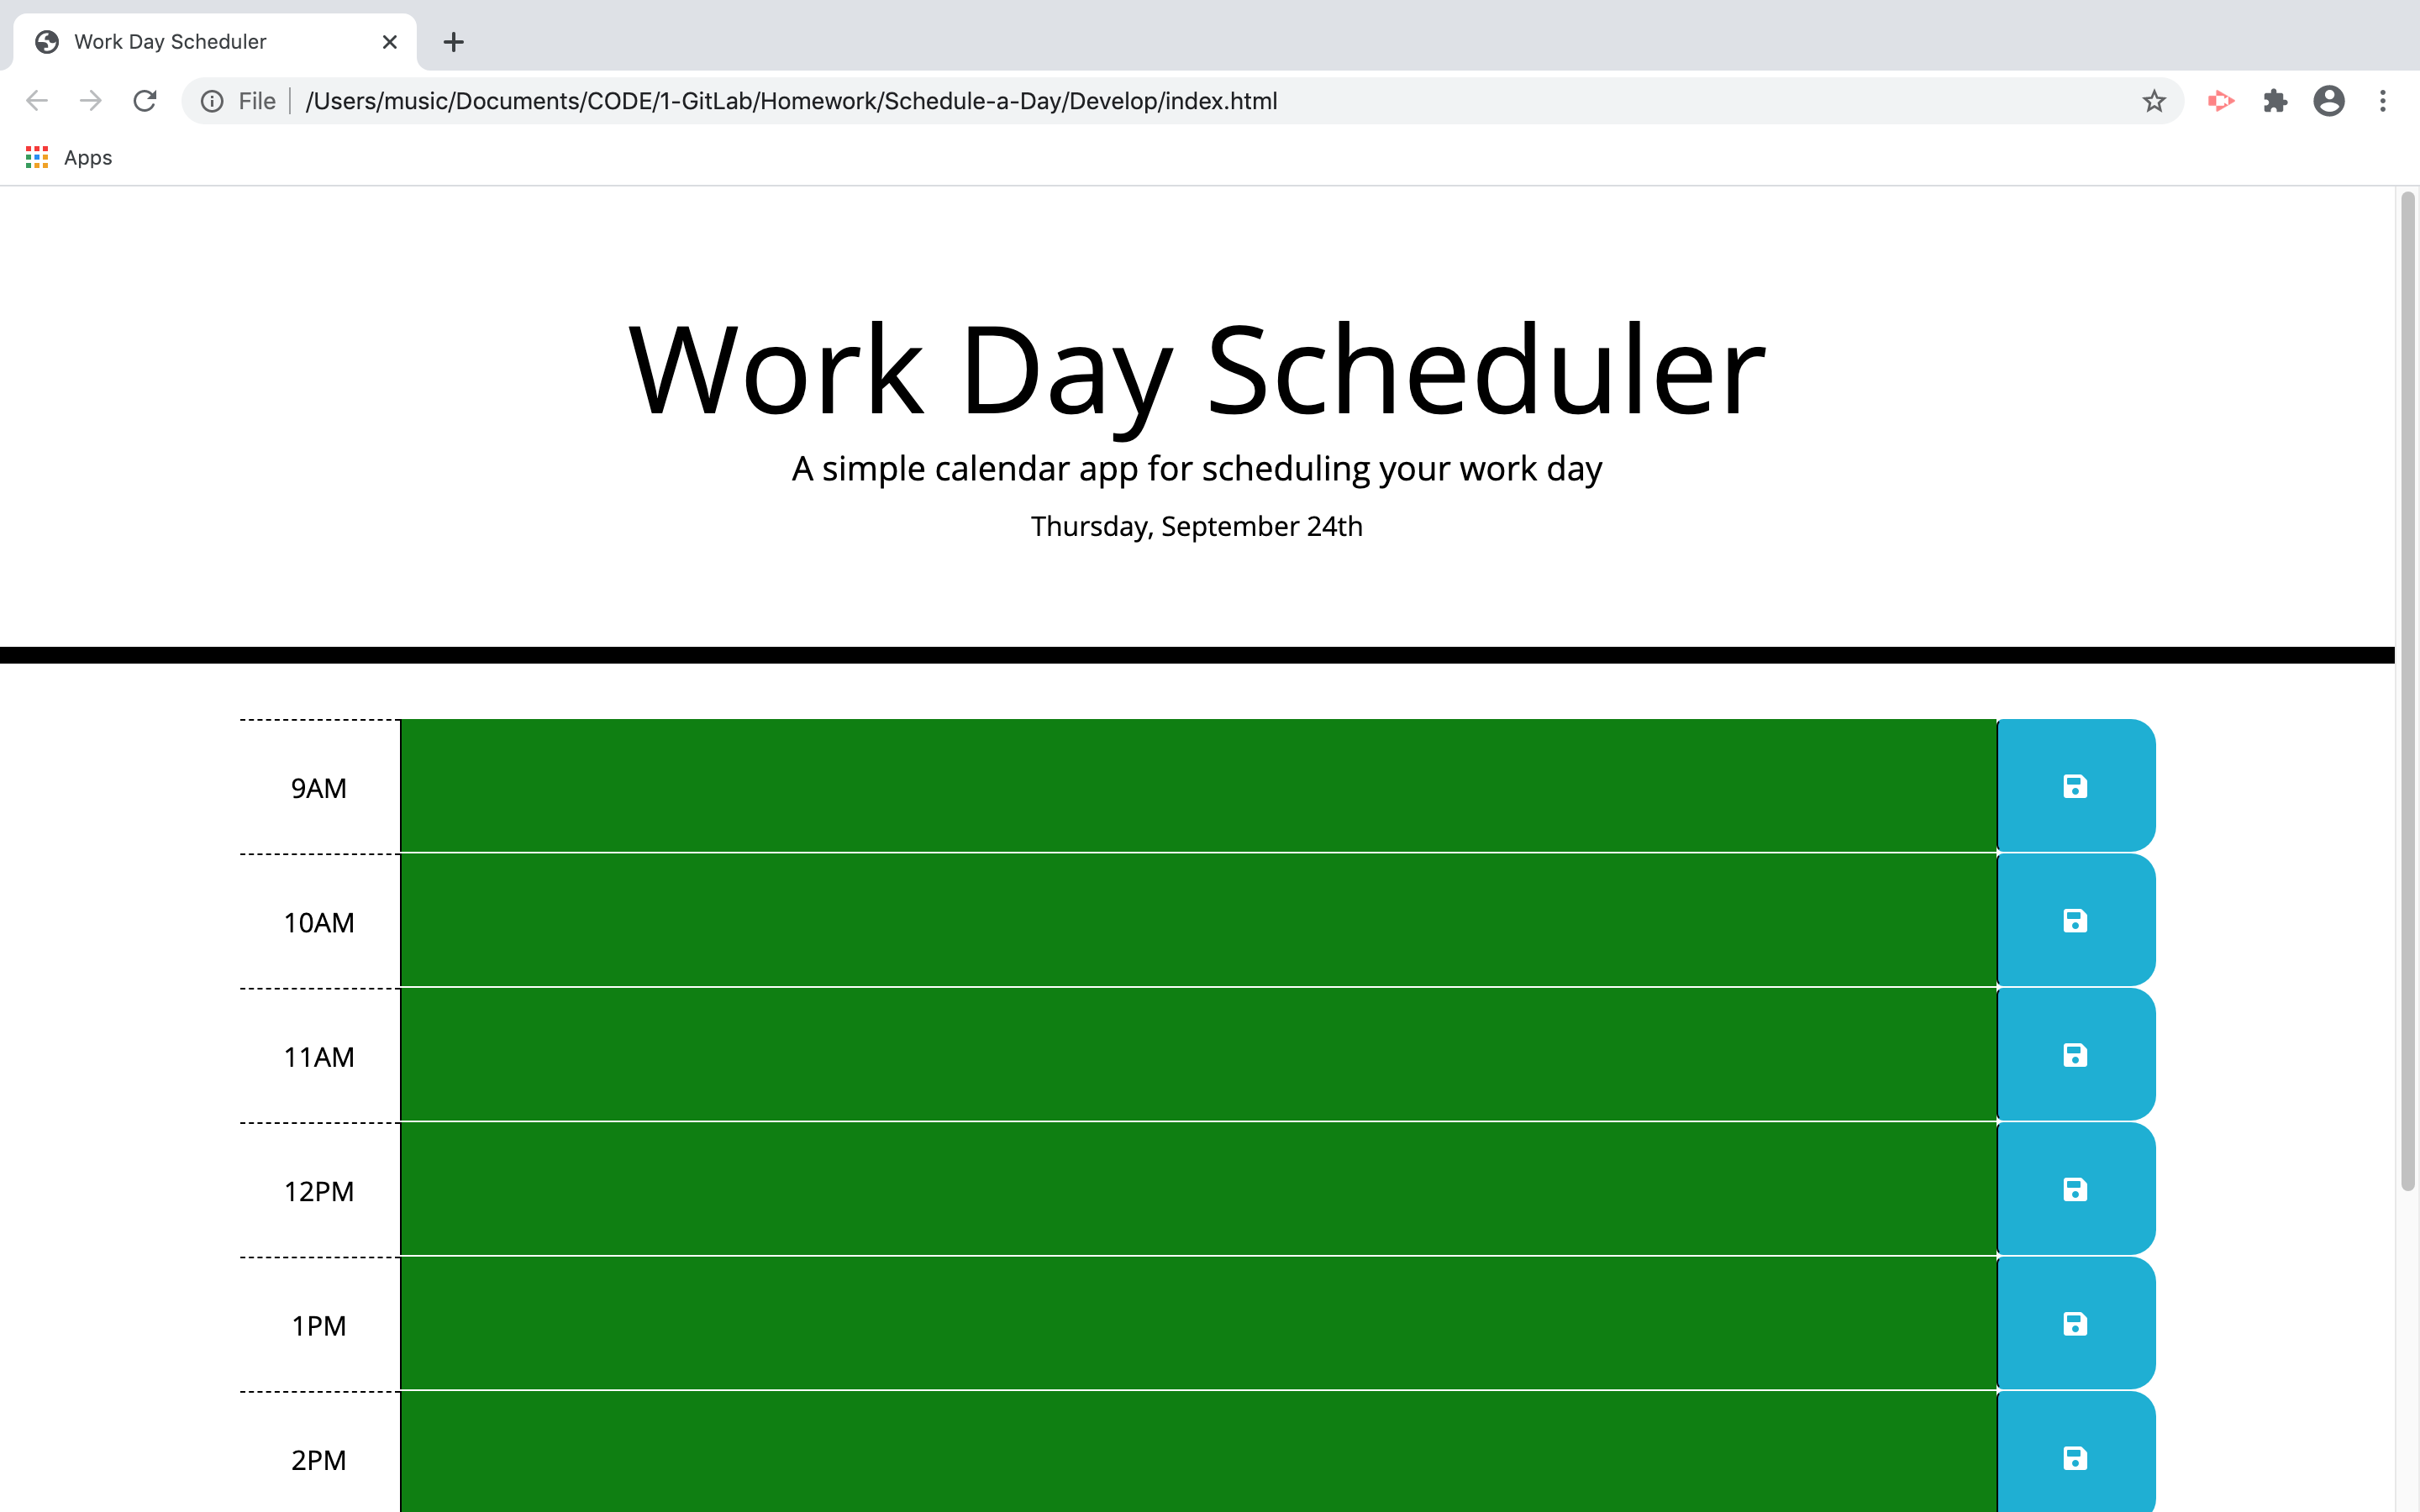 Work Day Scheduler
File /Users/music/Documents/CODE/1-GitLab/Homework/Schedule-a-Day/Develop/index.html
Apps
Work Day Scheduler
A simple calendar app for scheduling your work day
Thursday, September 24th
9AM
10AM
11AM
12PM
1PM
2PM